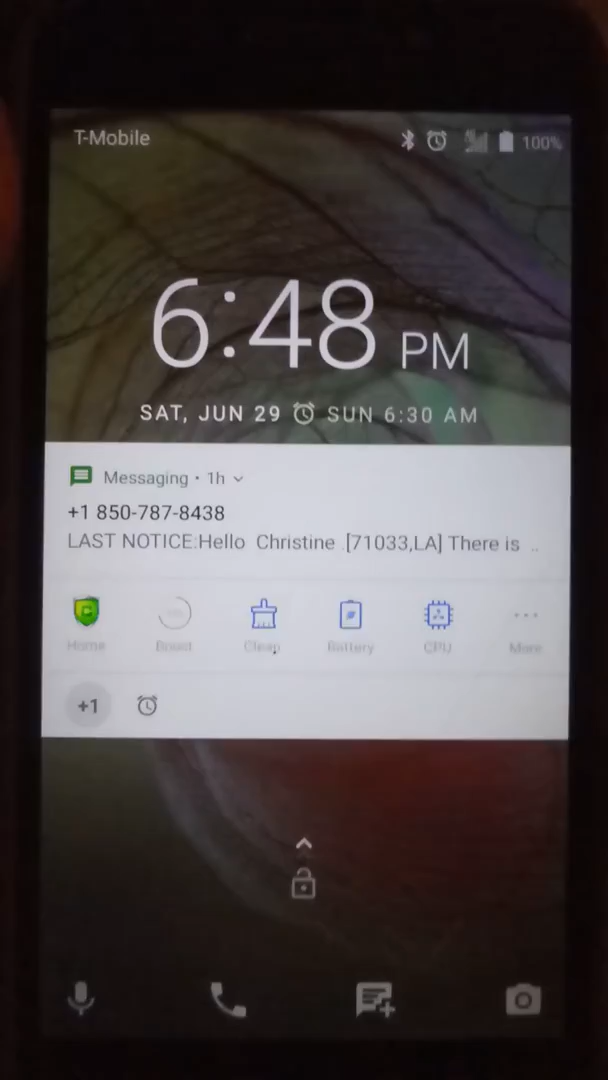 T-Mobile 100%
6:48 PM
SAT, JUN 29 SUN 6:30 AM
Messaging • 1h
+1 850-787-8438
LAST NOTICE:Hello Christine .[71033,LA] There is ..
Home Boost Clean Battery CPU More
+1